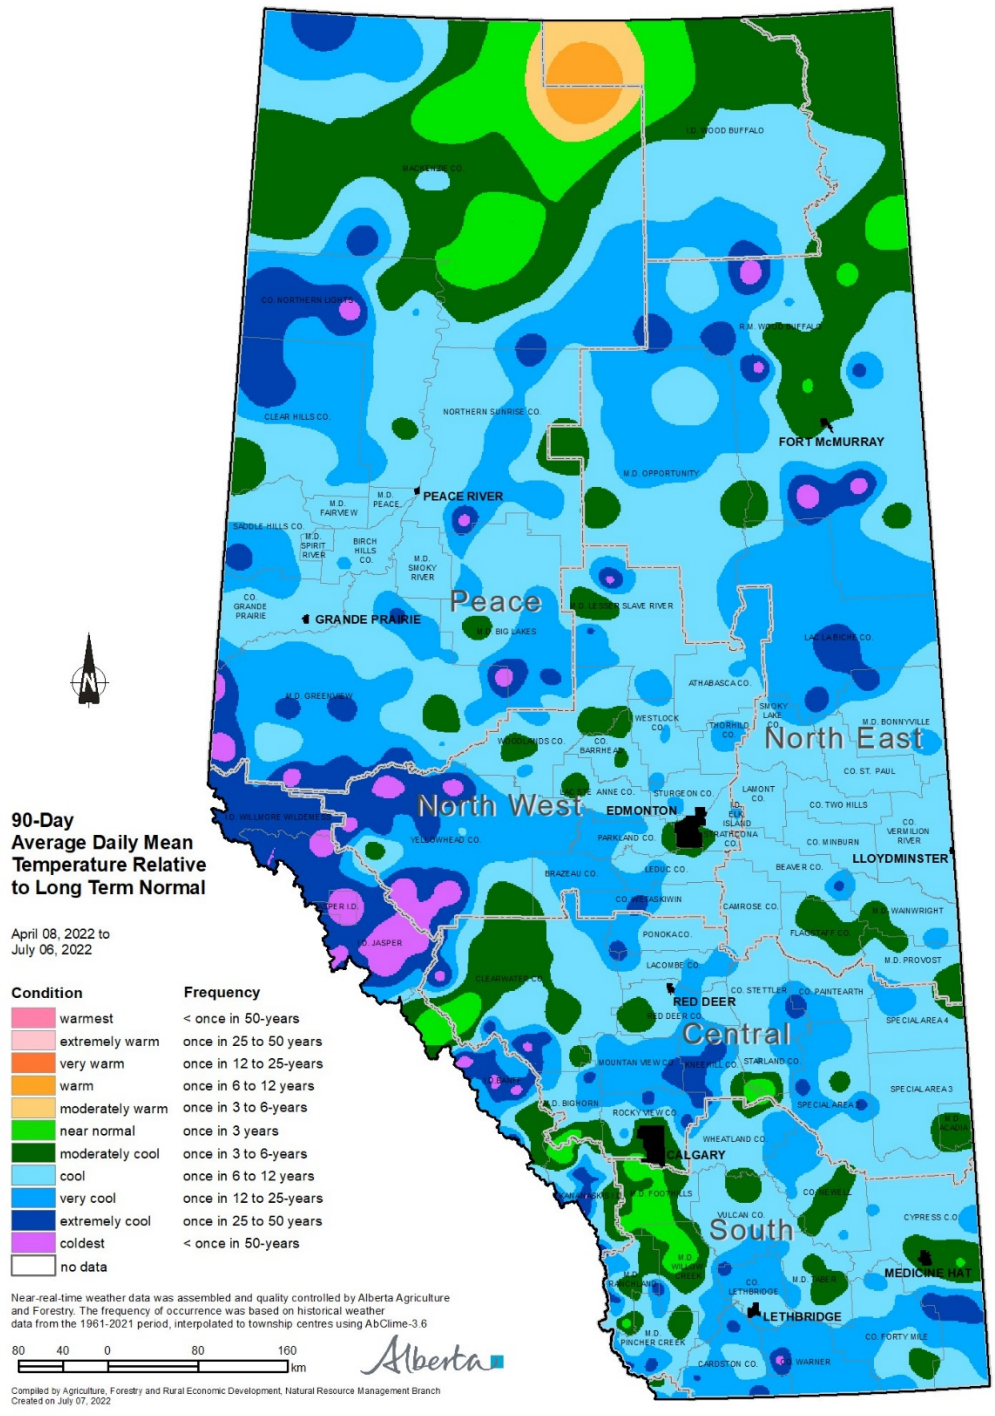 I.D. WOOD BUFFALO
MACKENZIE CO.
CO. NORTHERN LIGHTS
R.M. WOOD BUFFALO
CLEAR HILLS CO.
NORTHERN SUNRISE CO.
FORT McMURRAY
M.D. OPPORTUNITY
PEACE RIVER
M.D.
PEACE
M.D.
FAIRVIEW
SADDLE HILLS CO.
M.D.
SPIRIT
RIVER
BIRCH
HILLS
CO.
M.D.
SMOKY
RIVER
CO.
GRANDE
PRAIRIE
Peace
M.D. LESSER SLAVE RIVER
GRANDE PRAIRIE
M.D. BIG LAKES
LAC LA BICHE CO.
N
M.D. GREENVIEW
ATHABASCA CO.
SMOKY
LAKE
CO.
WESTLOCK
CO.
THORHILD
CO.
M.D. BONNYVILLE
North East
WOODLANDS CO.
CO.
BARRHEAD
CO. ST. PAUL
LAC STE ANNE CO.
STURGEON CO.
LAMONT
CO.
North West
EDMONTON
CO. TWO HILLS
I.D. WILLMORE WILDERNESS
I.D.
ELK
ISLAND
STRATHCONA
CO.
CO.
VERMILION
RIVER
YELLOWHEAD CO.
PARKLAND CO.
CO. MINBURN
LLOYDMINSTER
90-Day
Average Daily Mean
Temperature Relative
to Long Term Normal
BRAZEAU CO.
LEDUC CO.
BEAVER CO.
CO. WETASKIWIN
CAMROSE CO.
JASPER I.D.
M.D. WAINWRIGHT
FLAGSTAFF CO.
PONOKA CO.
April 08, 2022 to
July 06, 2022
I.D. JASPER
M.D. PROVOST
LACOMBE CO.
CLEARWATER CO.
CO. STETTLER
CO. PAINTEARTH
RED DEER
RED DEER CO.
SPECIAL AREA 4
Central
Condition Frequency
warmest < once in 50-years
extremely warm once in 25 to 50 years
very warm once in 12 to 25-years
warm once in 6 to 12 years
moderately warm once in 3 to 6-years
near normal once in 3 years
moderately cool once in 3 to 6-years
cool once in 6 to 12 years
very cool once in 12 to 25-years
extremely cool once in 25 to 50 years
coldest < once in 50-years
no data
MOUNTAIN VIEW CO.
KNEEHILL CO.
STARLAND CO.
I.D. BANFF
SPECIAL AREA 3
M.D. BIGHORN
SPECIAL AREA 2
ROCKY VIEW CO
M.D.
ACADIA
WHEATLAND CO.
CALGARY
KANANASKIS I.D.
M.D. FOOTHILLS
CO. NEWELL
VULCAN CO.
South
CYPRESS CO
M.D.
WILLOW
CREEK
MEDICINE HAT
M.D.
RANCHLAND
M.D. TABER
CO.
LETHBRIDGE
LETHBRIDGE
M.D.
PINCHER CREEK
CO. FORTY MILE
CARDSTON CO.
CO. WARNER
Near-real-time weather data was assembled and quality controlled by Alberta Agriculture
and Forestry. The frequency of occurrence was based on historical weather
data from the 1961-2021 period, interpolated to township centres using AbClime-3.6
80 40 0 80 160
km
Alberta
Compiled by Agriculture, Forestry and Rural Economic Development, Natural Resource Management Branch
Created on July 07, 2022